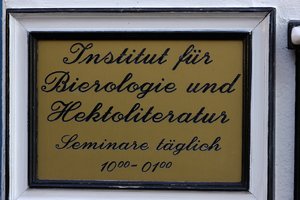 Institut für
Bierologie und
Hektoliteratur
Seminare täglich
10⁰⁰-01⁰⁰